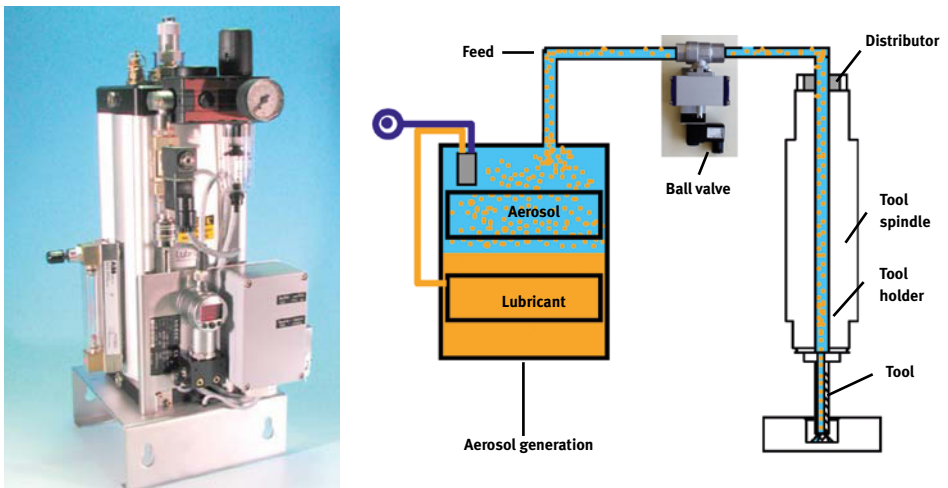 Feed
Distributor
Ball valve
Aerosol
Tool
spindle
Lubricant
Tool
holder
Tool
Aerosol generation